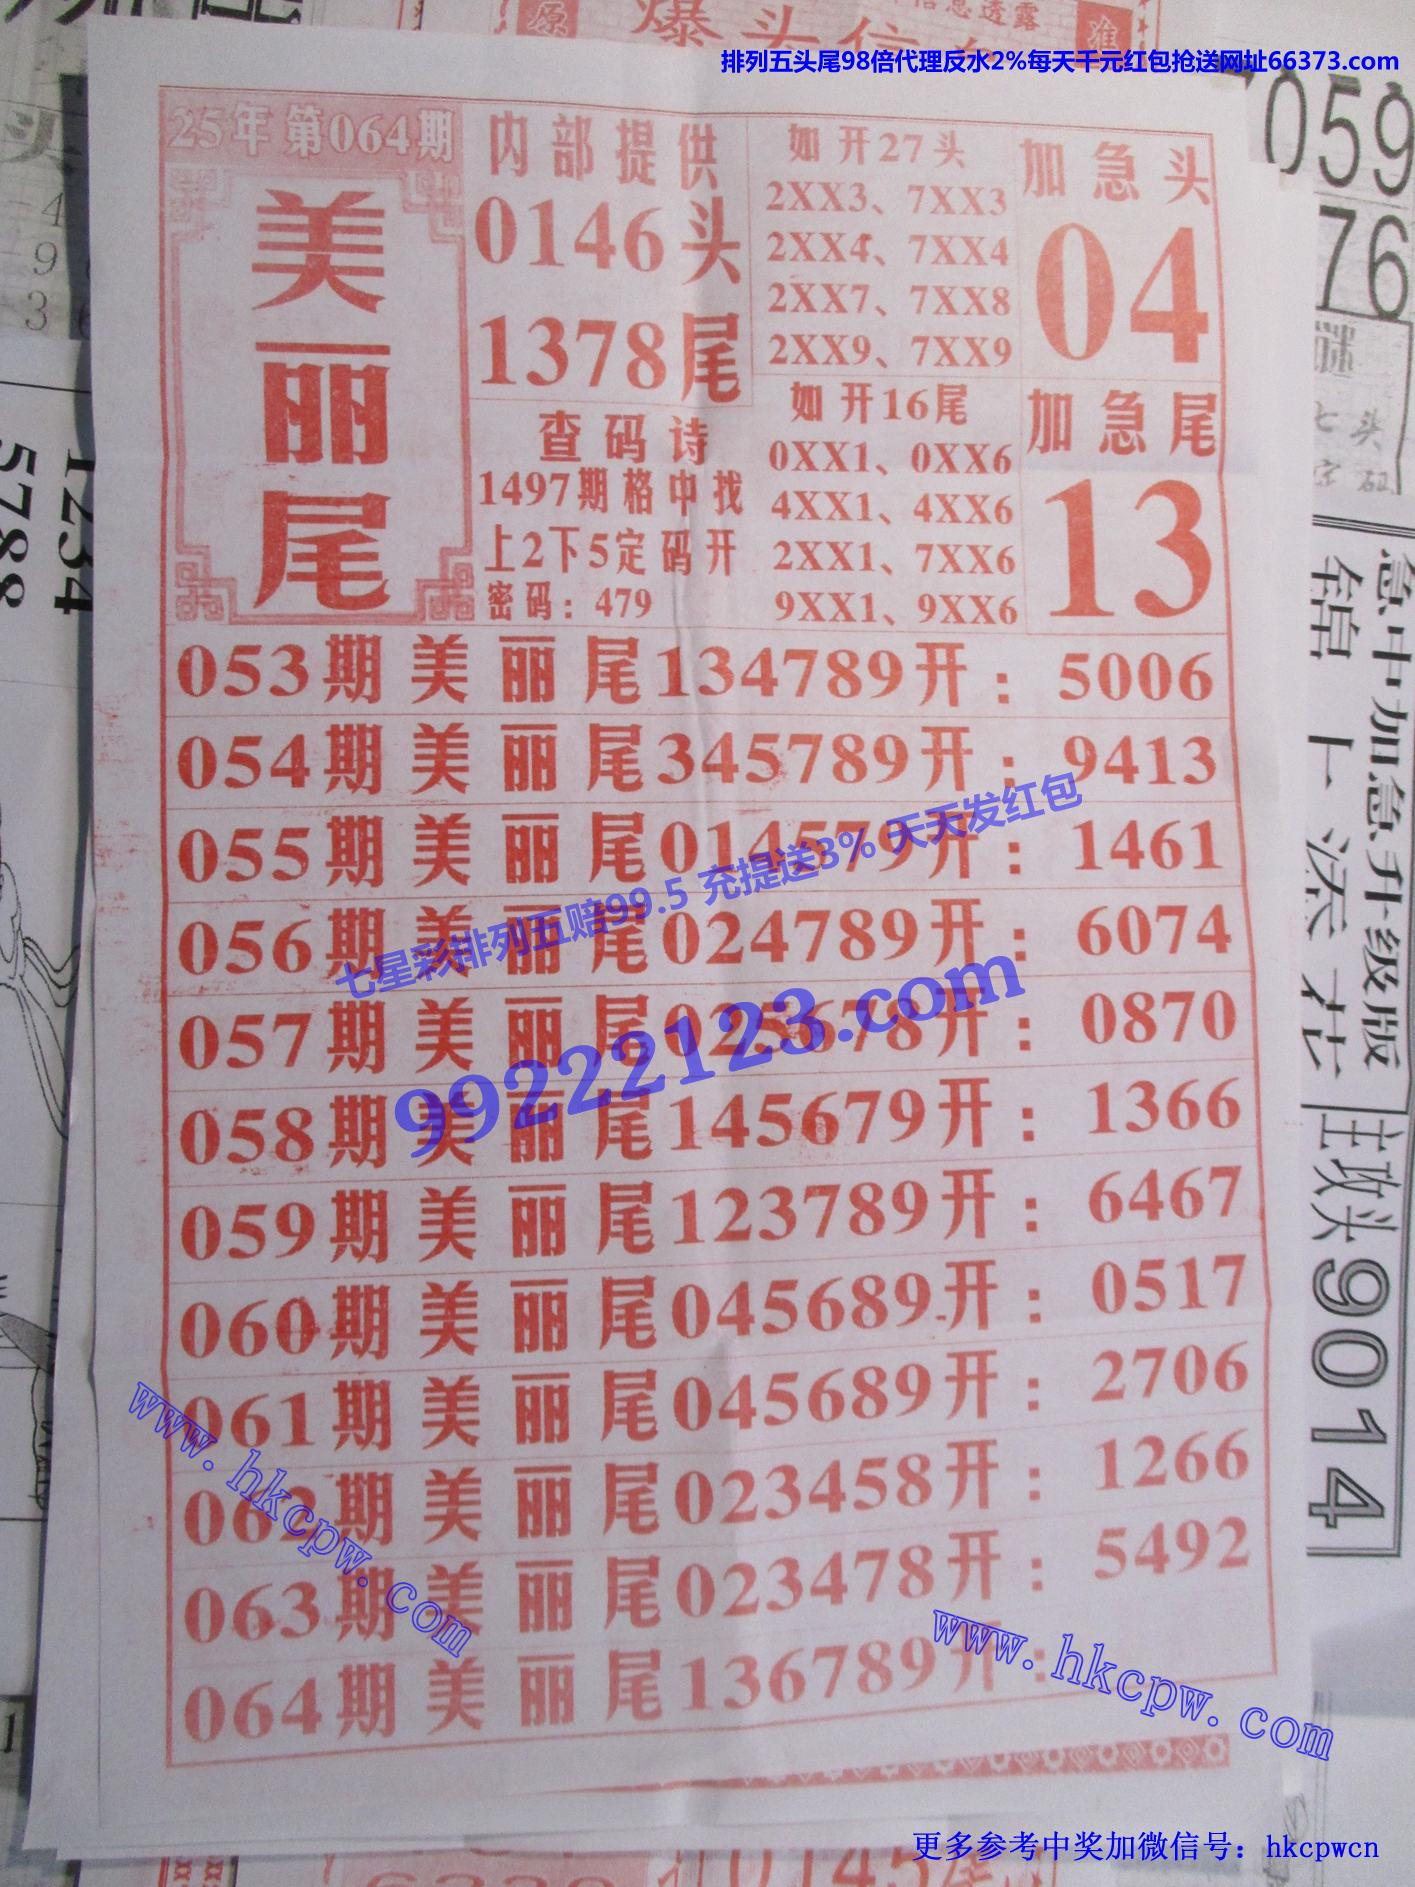 排列五头尾98倍代理反水2%每天千元红包抢送网址66373.com
25年 第064期
美丽尾
内部提供
0146头
1378尾
查码诗
1497期格中找
上2下5定码开
密码：479
如开27头
2XX3、7XX3
2XX4、7XX4
2XX7、7XX8
2XX9、7XX9
如开16尾
0XX1、0XX6
4XX1、4XX6
2XX1、7XX6
9XX1、9XX6
加急头
04
加急尾
13
053期美丽尾134789开：5006
054期美丽尾345789开：9413
055期美丽尾014579开：1461
056期美丽尾024789开：6074
057期美丽尾025678开：0870
058期美丽尾145679开：1366
059期美丽尾123789开：6467
060期美丽尾045689开：0517
061期美丽尾045689开：2706
062期美丽尾023458开：1266
063期美丽尾023478开：5492
064期美丽尾136789开：
七星彩排列五赔99.5 充提送3% 天天发红包
99222123.com
www.hkcpw.com
www.hkcpw.com
更多参考中奖加微信号：hkcpwcn
059
76
急中加急升级版
主攻头9014
1234
5788